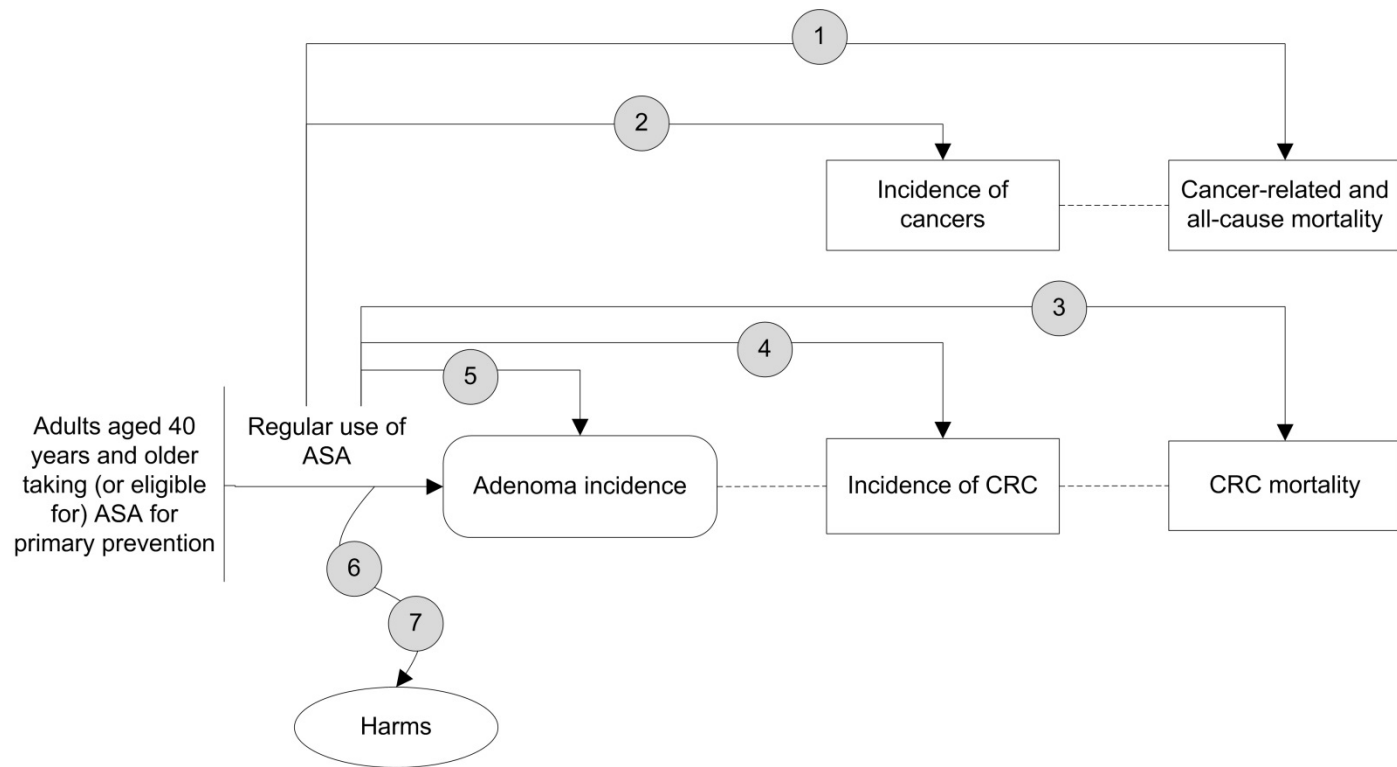 1
2
Incidence of
cancers
Cancer-related and
all-cause mortality
3
4
5
Adults aged 40
years and older
taking (or eligible
for) ASA for
primary prevention
Regular use of
ASA
Adenoma incidence
Incidence of CRC
CRC mortality
6
7
Harms